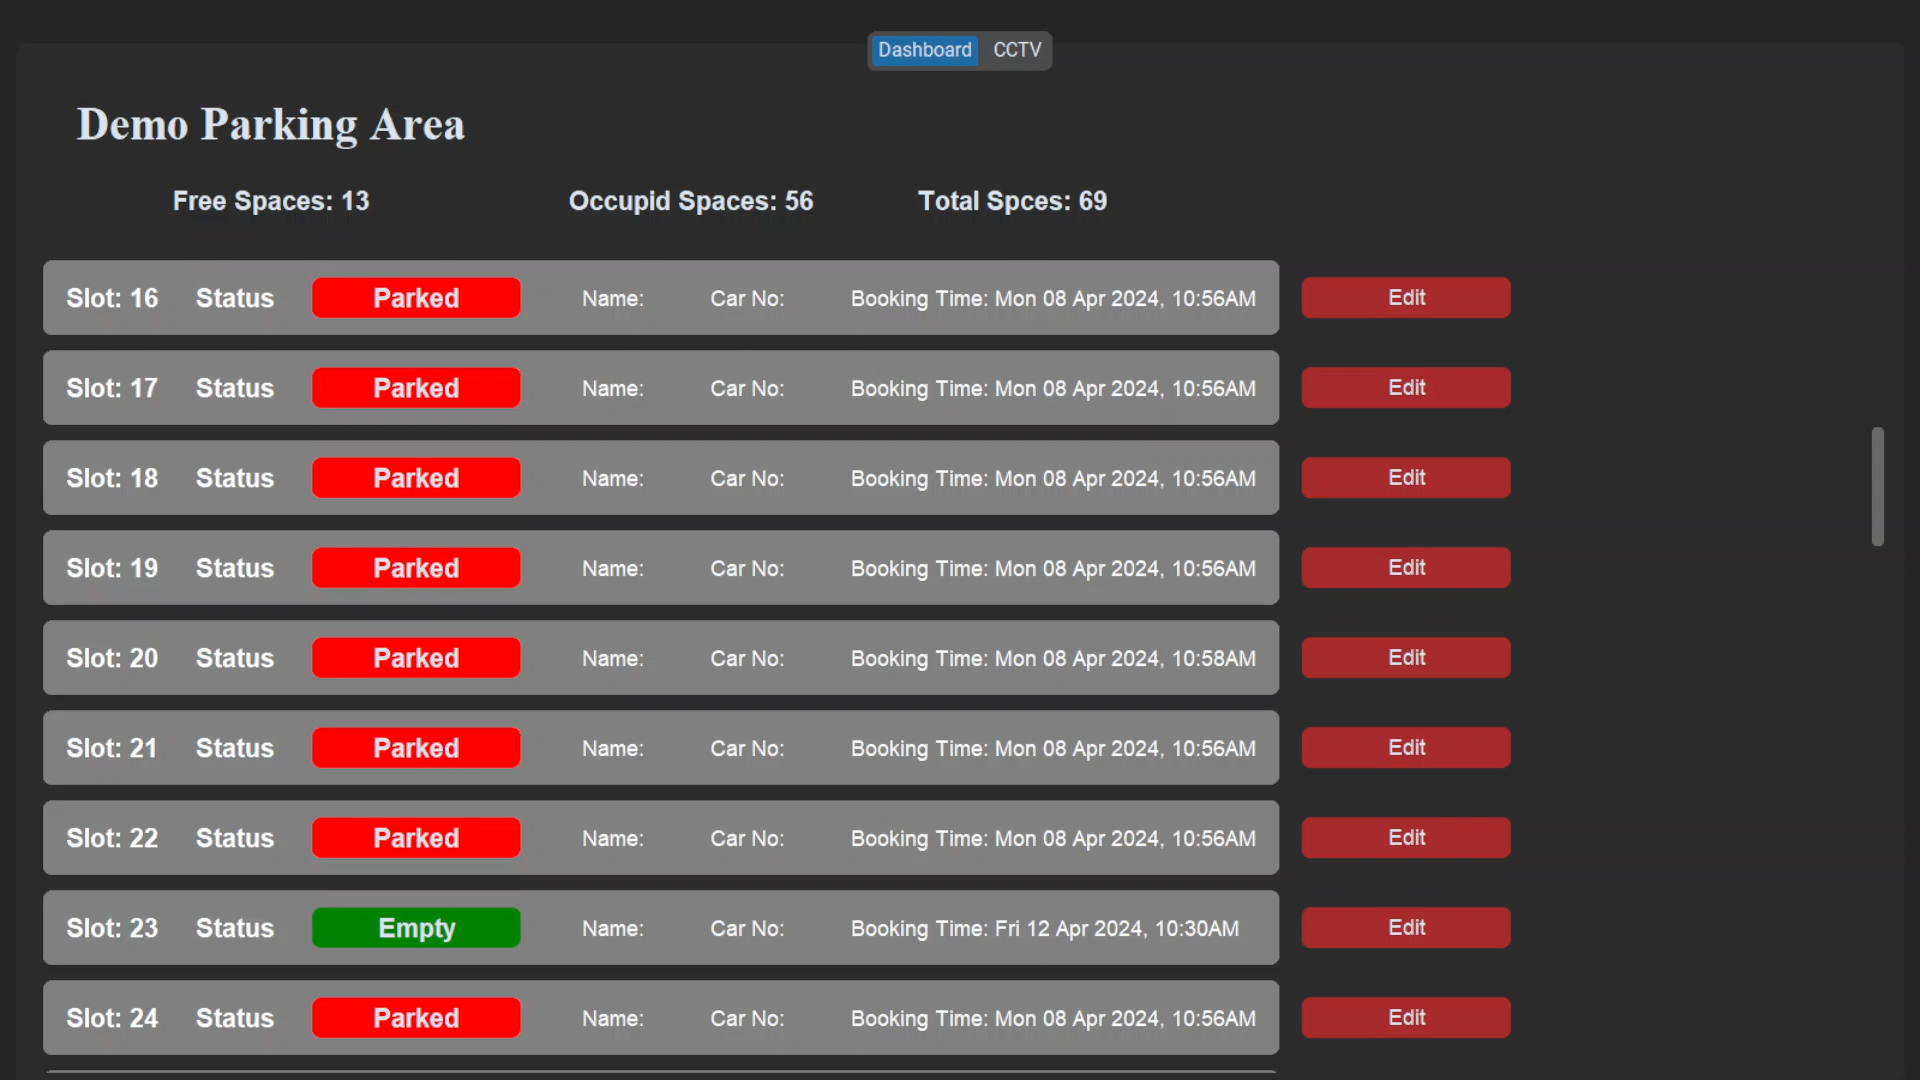 Dashboard CCTV
Demo Parking Area
Free Spaces: 13 Occupid Spaces: 56 Total Spces: 69
Slot: 16 Status Parked Name: Car No: Booking Time: Mon 08 Apr 2024, 10:56AM Edit
Slot: 17 Status Parked Name: Car No: Booking Time: Mon 08 Apr 2024, 10:56AM Edit
Slot: 18 Status Parked Name: Car No: Booking Time: Mon 08 Apr 2024, 10:56AM Edit
Slot: 19 Status Parked Name: Car No: Booking Time: Mon 08 Apr 2024, 10:56AM Edit
Slot: 20 Status Parked Name: Car No: Booking Time: Mon 08 Apr 2024, 10:58AM Edit
Slot: 21 Status Parked Name: Car No: Booking Time: Mon 08 Apr 2024, 10:56AM Edit
Slot: 22 Status Parked Name: Car No: Booking Time: Mon 08 Apr 2024, 10:56AM Edit
Slot: 23 Status Empty Name: Car No: Booking Time: Fri 12 Apr 2024, 10:30AM Edit
Slot: 24 Status Parked Name: Car No: Booking Time: Mon 08 Apr 2024, 10:56AM Edit